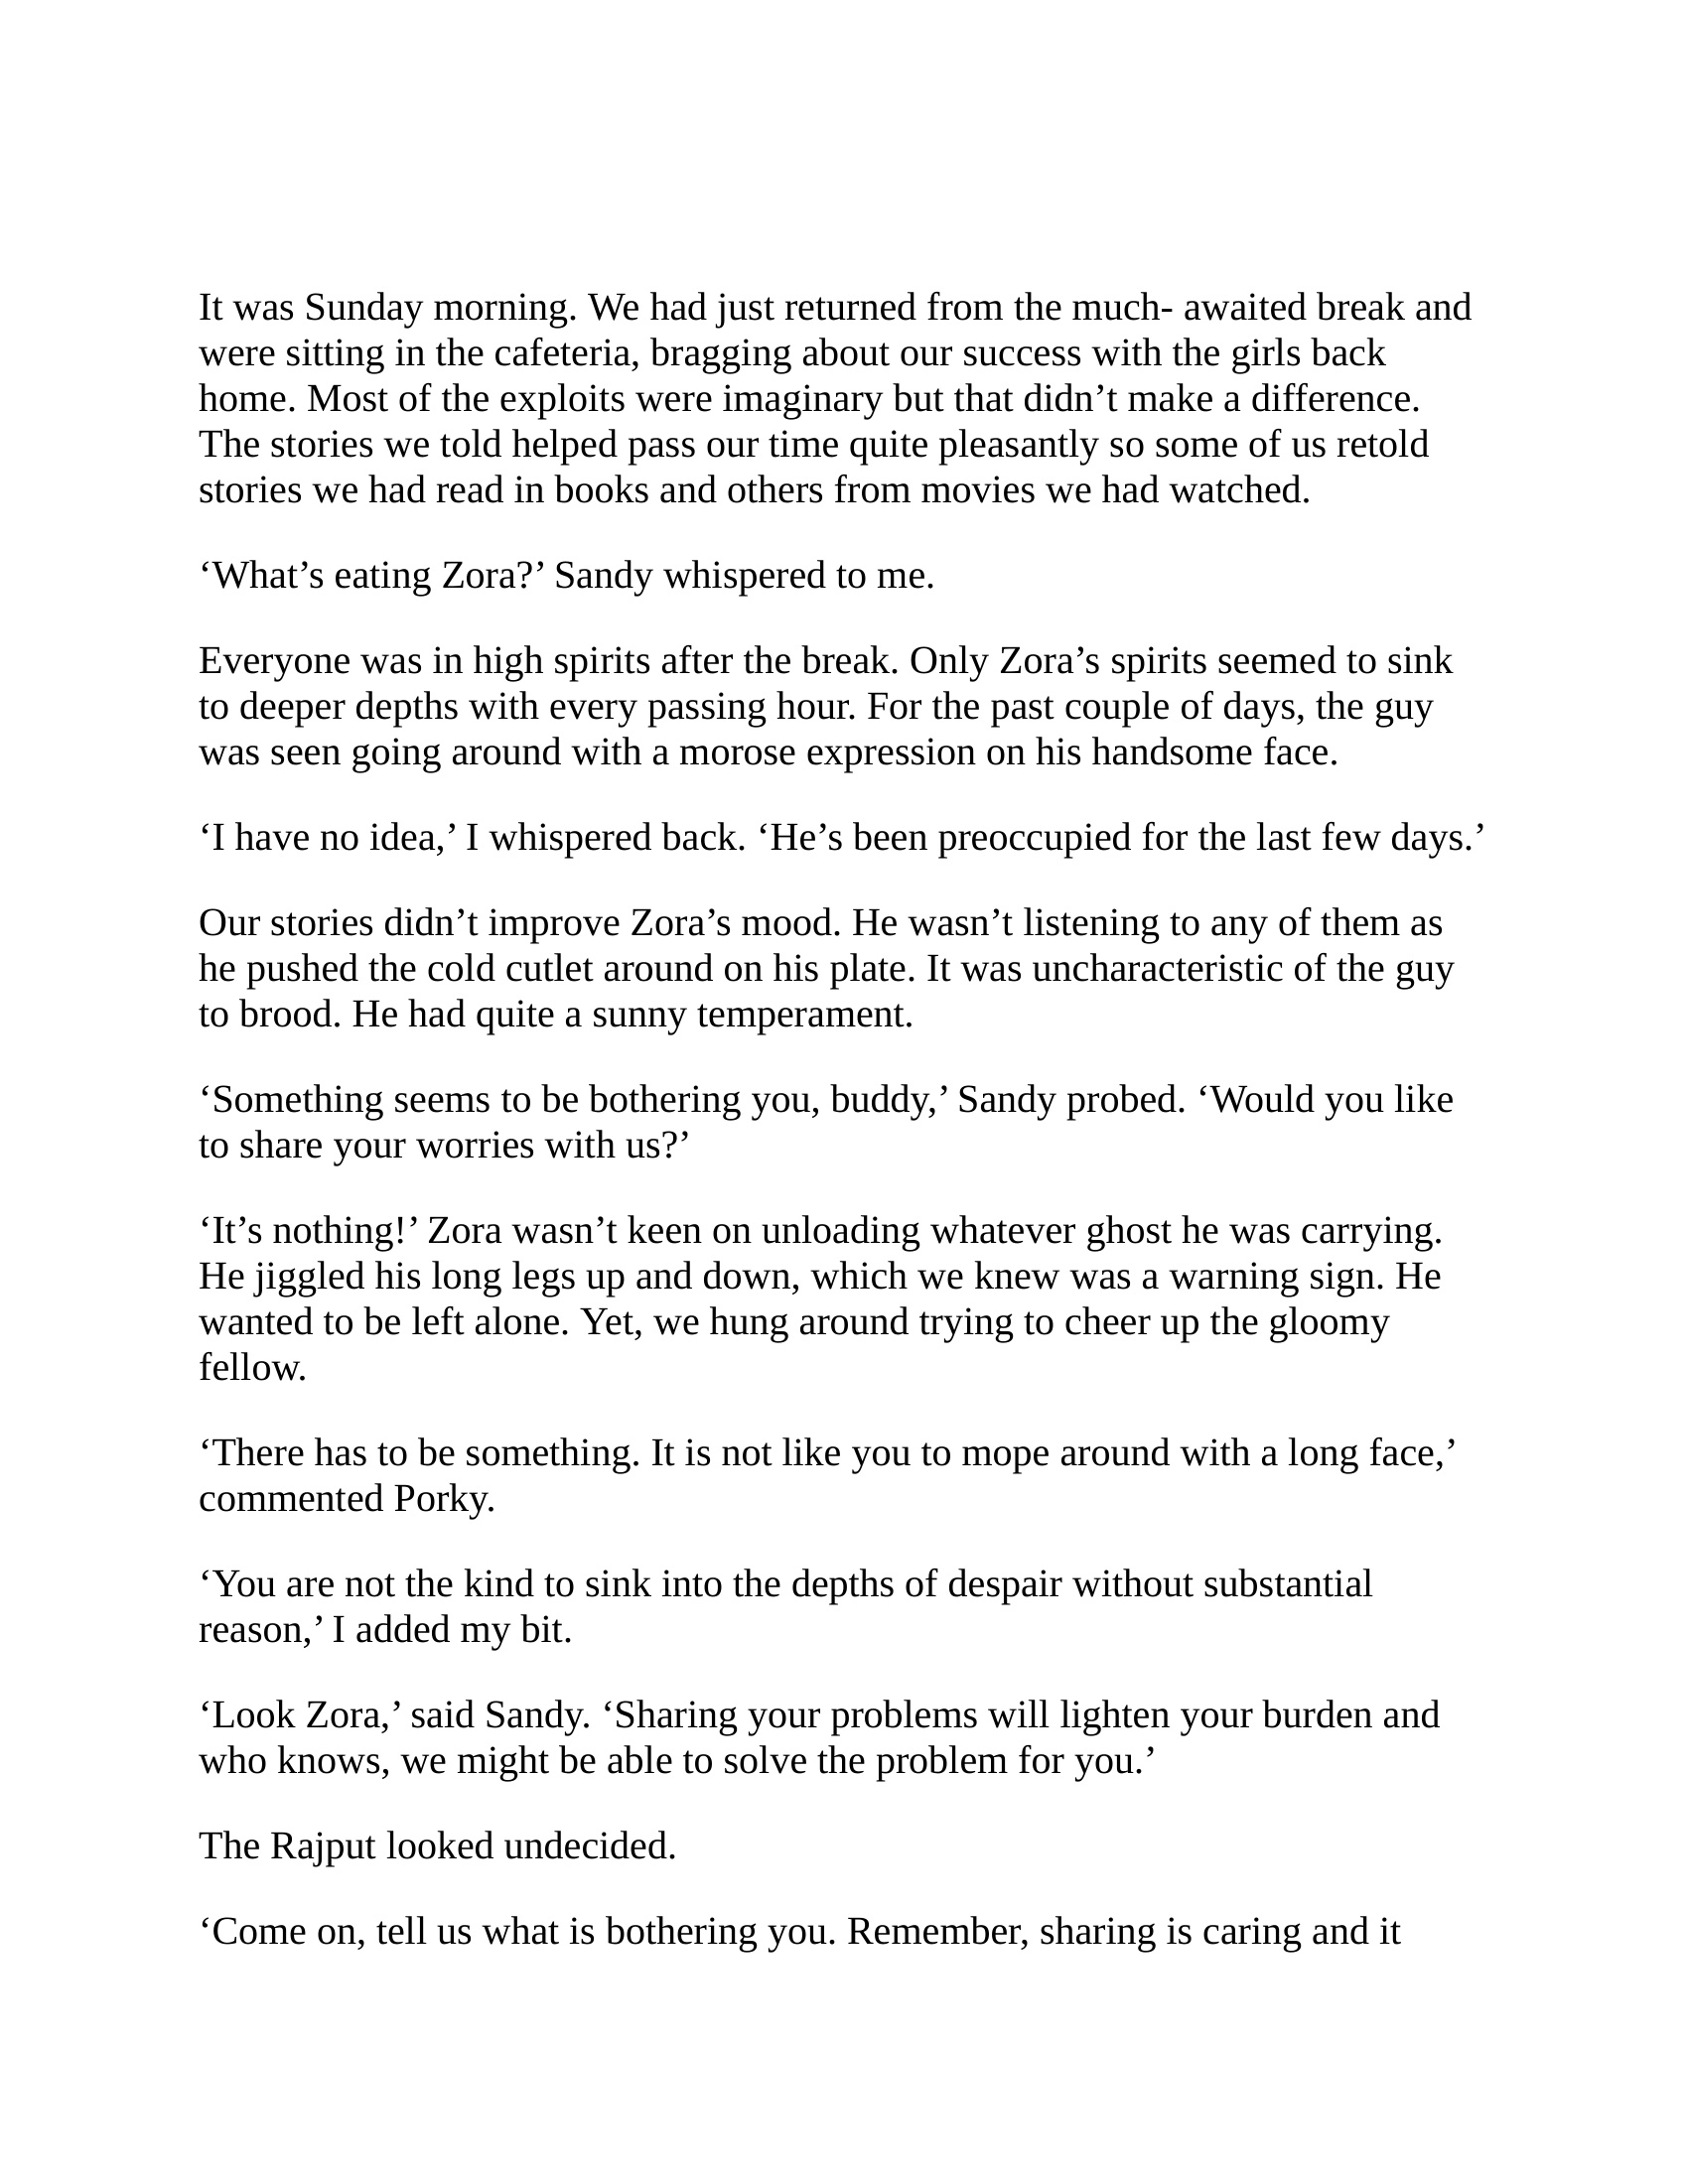 It was Sunday morning. We had just returned from the much- awaited break and
were sitting in the cafeteria, bragging about our success with the girls back
home. Most of the exploits were imaginary but that didn’t make a difference.
The stories we told helped pass our time quite pleasantly so some of us retold
stories we had read in books and others from movies we had watched.
‘What’s eating Zora?’ Sandy whispered to me.
Everyone was in high spirits after the break. Only Zora’s spirits seemed to sink
to deeper depths with every passing hour. For the past couple of days, the guy
was seen going around with a morose expression on his handsome face.
‘I have no idea,’ I whispered back. ‘He’s been preoccupied for the last few days.’
Our stories didn’t improve Zora’s mood. He wasn’t listening to any of them as
he pushed the cold cutlet around on his plate. It was uncharacteristic of the guy
to brood. He had quite a sunny temperament.
‘Something seems to be bothering you, buddy,’ Sandy probed. ‘Would you like
to share your worries with us?’
‘It’s nothing!’ Zora wasn’t keen on unloading whatever ghost he was carrying.
He jiggled his long legs up and down, which we knew was a warning sign. He
wanted to be left alone. Yet, we hung around trying to cheer up the gloomy
fellow.
‘There has to be something. It is not like you to mope around with a long face,’
commented Porky.
‘You are not the kind to sink into the depths of despair without substantial
reason,’ I added my bit.
‘Look Zora,’ said Sandy. ‘Sharing your problems will lighten your burden and
who knows, we might be able to solve the problem for you.’
The Rajput looked undecided.
‘Come on, tell us what is bothering you. Remember, sharing is caring and it